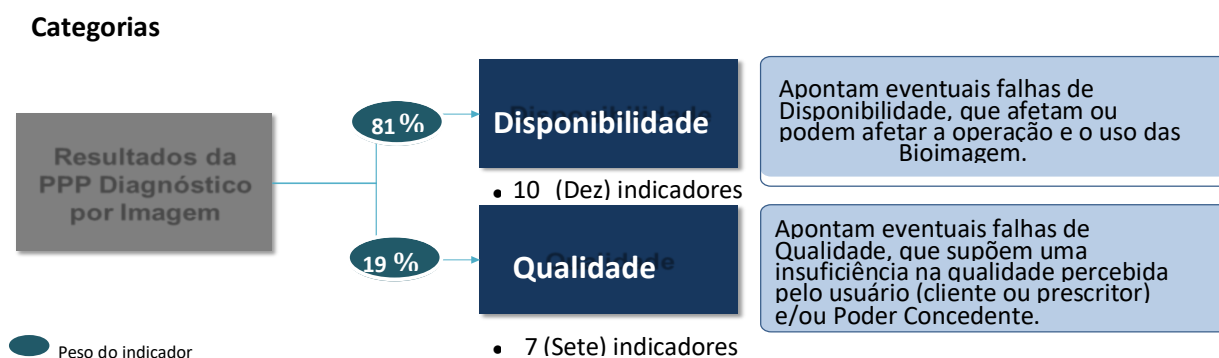 Categorias
Resultados da
PPP Diagnóstico
por Imagem
81 %
Disponibilidade
• 10 (Dez) indicadores
Apontam eventuais falhas de
Disponibilidade, que afetam ou
podem afetar a operação e o uso das
Bioimagem.
19 %
Qualidade
• 7 (Sete) indicadores
Apontam eventuais falhas de
Qualidade, que supõem uma
insuficiência na qualidade percebida
pelo usuário (cliente ou prescritor)
e/ou Poder Concedente.
Peso do indicador